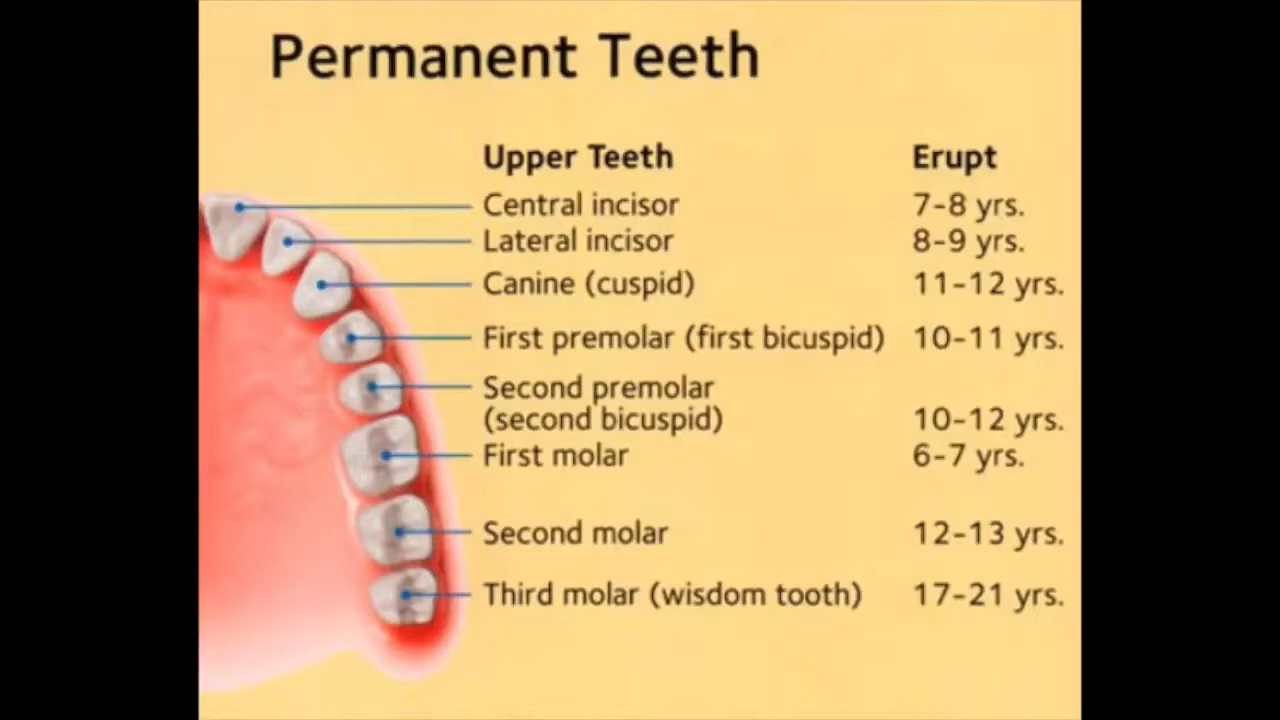 Permanent Teeth
Upper Teeth Erupt
Central incisor 7-8 yrs.
Lateral incisor 8-9 yrs.
Canine (cuspid) 11-12 yrs.
First premolar (first bicuspid) 10-11 yrs.
Second premolar
(second bicuspid) 10-12 yrs.
First molar 6-7 yrs.
Second molar 12-13 yrs.
Third molar (wisdom tooth) 17-21 yrs.